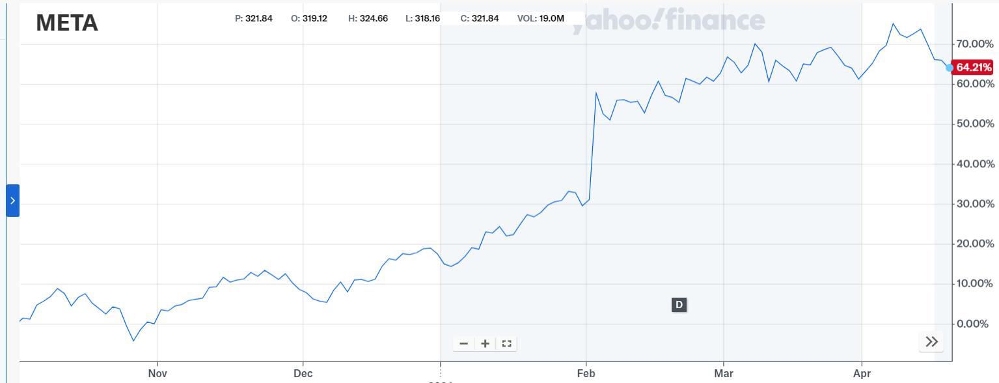 META
P: 321.84 O: 319.12 H: 324.66 L: 318.16 C: 321.84 VOL: 19.0M
yahoo!finance
70.00%
64.21%
60.00%
50.00%
40.00%
30.00%
20.00%
10.00%
D
0.00%
Nov Dec Feb Mar Apr